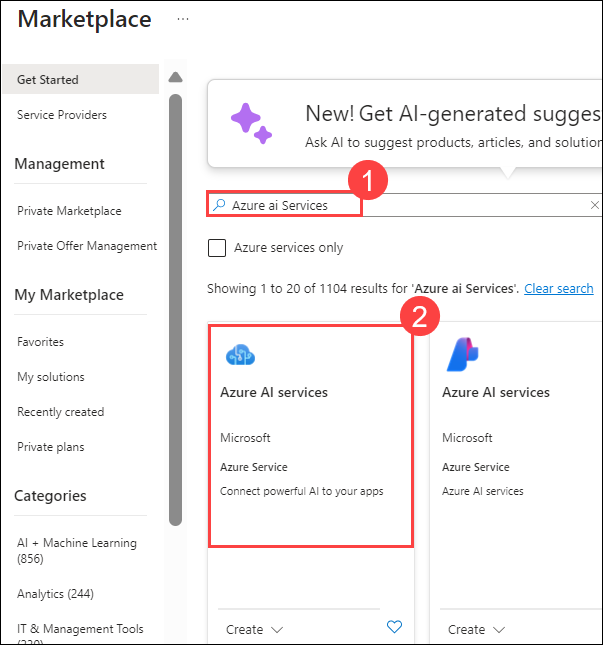 Marketplace ...
Get Started
Service Providers
Management
Private Marketplace
Private Offer Management
My Marketplace
Favorites
My solutions
Recently created
Private plans
Categories
AI + Machine Learning
(856)
Analytics (244)
IT & Management Tools
New! Get AI-generated sugges
Ask AI to suggest products, articles, and solution
1
Azure ai Services
Azure services only
Showing 1 to 20 of 1104 results for 'Azure ai Services'. Clear search
2
Azure AI services
Microsoft
Azure Service
Connect powerful AI to your apps
Create
Azure AI services
Microsoft
Azure Service
Azure AI services
Create